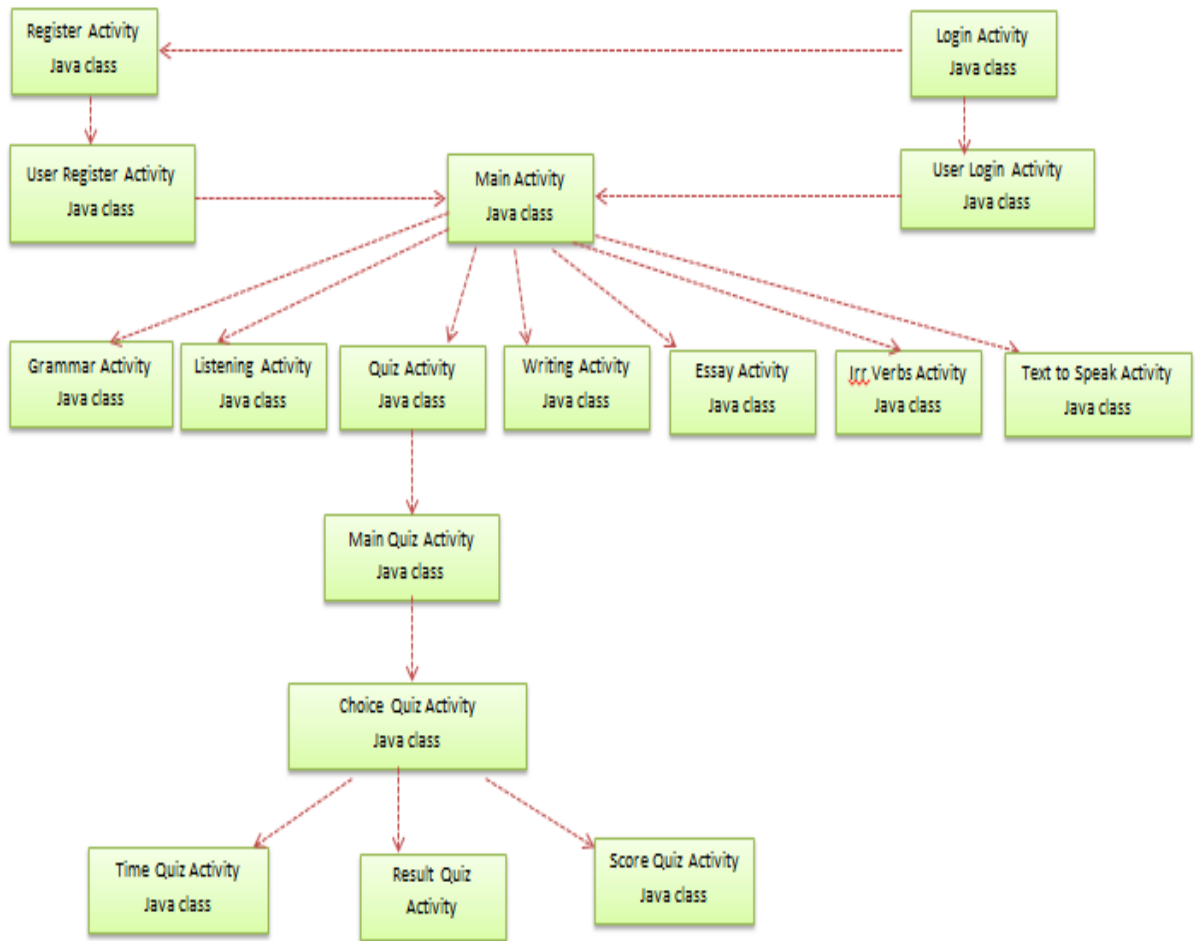 Register Activity
Java class
Login Activity
Java class
User Register Activity
Java class
Main Activity
Java class
User Login Activity
Java class
Grammar Activity
Java class
Listening Activity
Java class
Quiz Activity
Java class
Writing Activity
Java class
Essay Activity
Java class
Irr Verbs Activity
Java class
Text to Speak Activity
Java class
Main Quiz Activity
Java class
Choice Quiz Activity
Java class
Time Quiz Activity
Java class
Result Quiz
Activity
Score Quiz Activity
Java class